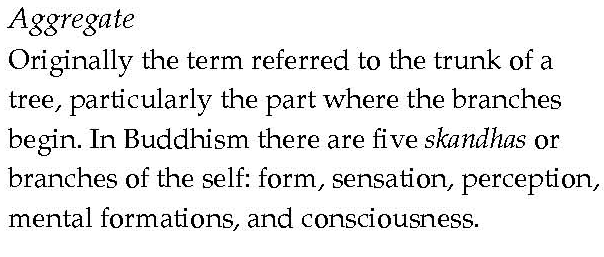 Aggregate
Originally the term referred to the trunk of a
tree, particularly the part where the branches
begin. In Buddhism there are five skandhas or
branches of the self: form, sensation, perception,
mental formations, and consciousness.